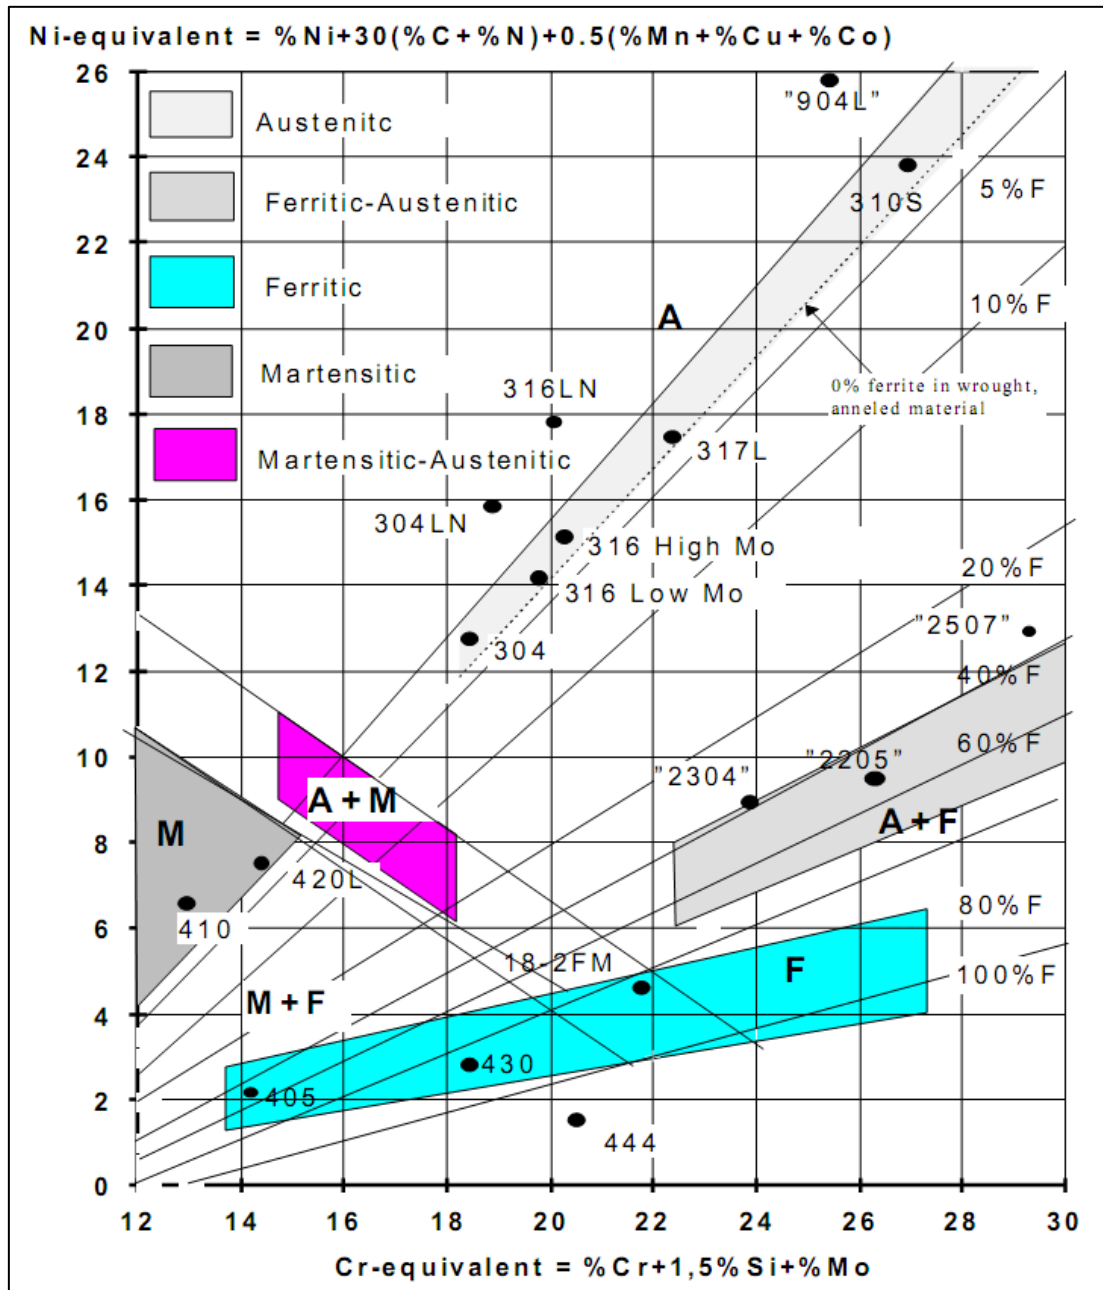 Ni-equivalent = %Ni+30(%C+%N)+0.5(%Mn+%Cu+%Co)
26
24
22
20
18
16
14
12
10
8
6
4
2
0
Austenitc
Ferritic-Austenitic
Ferritic
Martensitic
Martensitic-Austenitic
"904L"
310S
5%F
A
10%F
0% ferrite in wrought,
anneled material
316LN
317L
304LN
316 High Mo
316 Low Mo
20%F
304
"2507"
40%F
60%F
"2205"
"2304"
A+M
A+F
M
420L
410
80%F
18-2FM
F
100%F
M+F
430
405
444
12 14 16 18 20 22 24 26 28 30
Cr-equivalent = %Cr+1,5%Si+%Mo